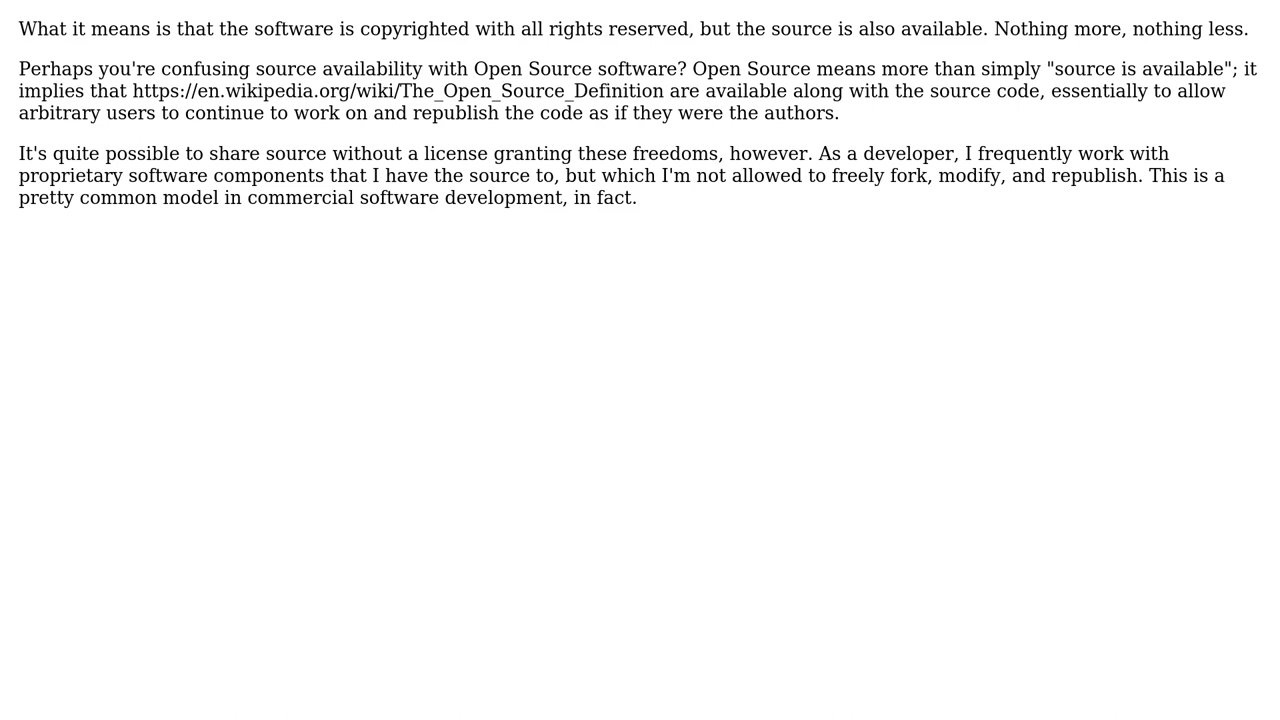 What it means is that the software is copyrighted with all rights reserved, but the source is also available. Nothing more, nothing less.
Perhaps you're confusing source availability with Open Source software? Open Source means more than simply "source is available"; it
implies that https://en.wikipedia.org/wiki/The_Open_Source_Definition are available along with the source code, essentially to allow
arbitrary users to continue to work on and republish the code as if they were the authors.
It's quite possible to share source without a license granting these freedoms, however. As a developer, I frequently work with
proprietary software components that I have the source to, but which I'm not allowed to freely fork, modify, and republish. This is a
pretty common model in commercial software development, in fact.